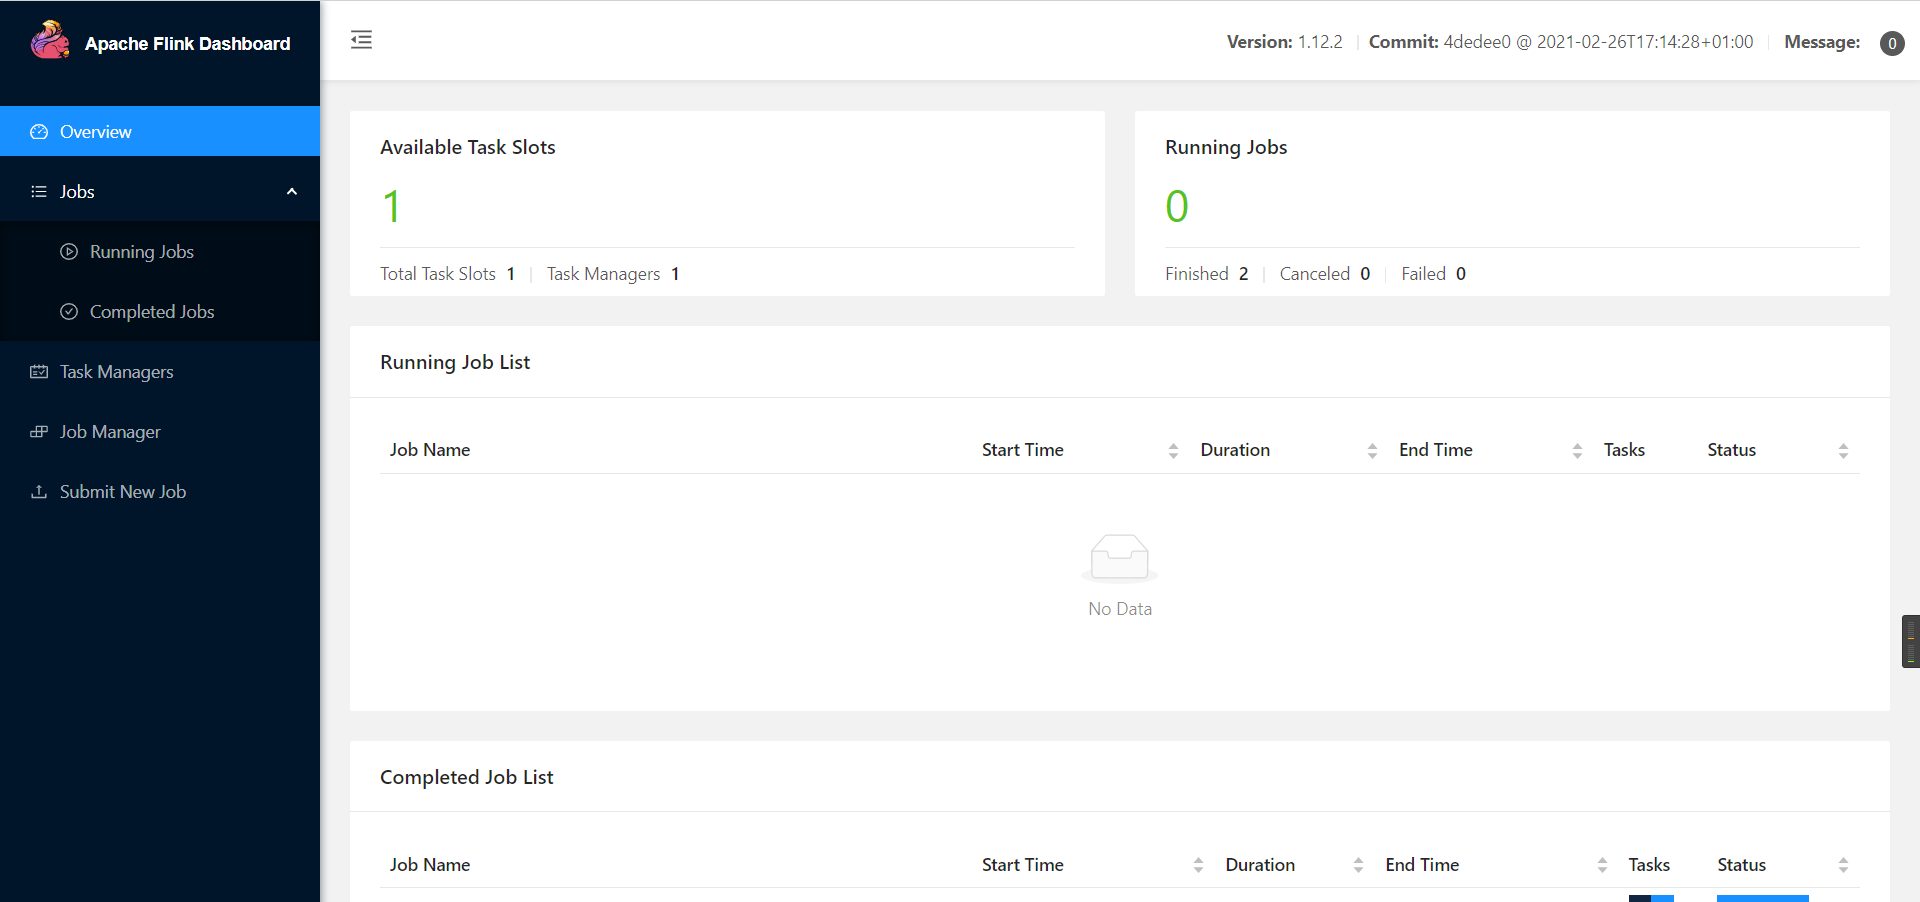 Apache Flink Dashboard
Version: 1.12.2 Commit: 4dedee0 @ 2021-02-26T17:14:28+01:00 Message: 0
Overview
Jobs
Running Jobs
Completed Jobs
Task Managers
Job Manager
Submit New Job
Available Task Slots
1
Total Task Slots 1 Task Managers 1
Running Jobs
0
Finished 2 Canceled 0 Failed 0
Running Job List
Job Name Start Time Duration End Time Tasks Status
No Data
Completed Job List
Job Name Start Time Duration End Time Tasks Status